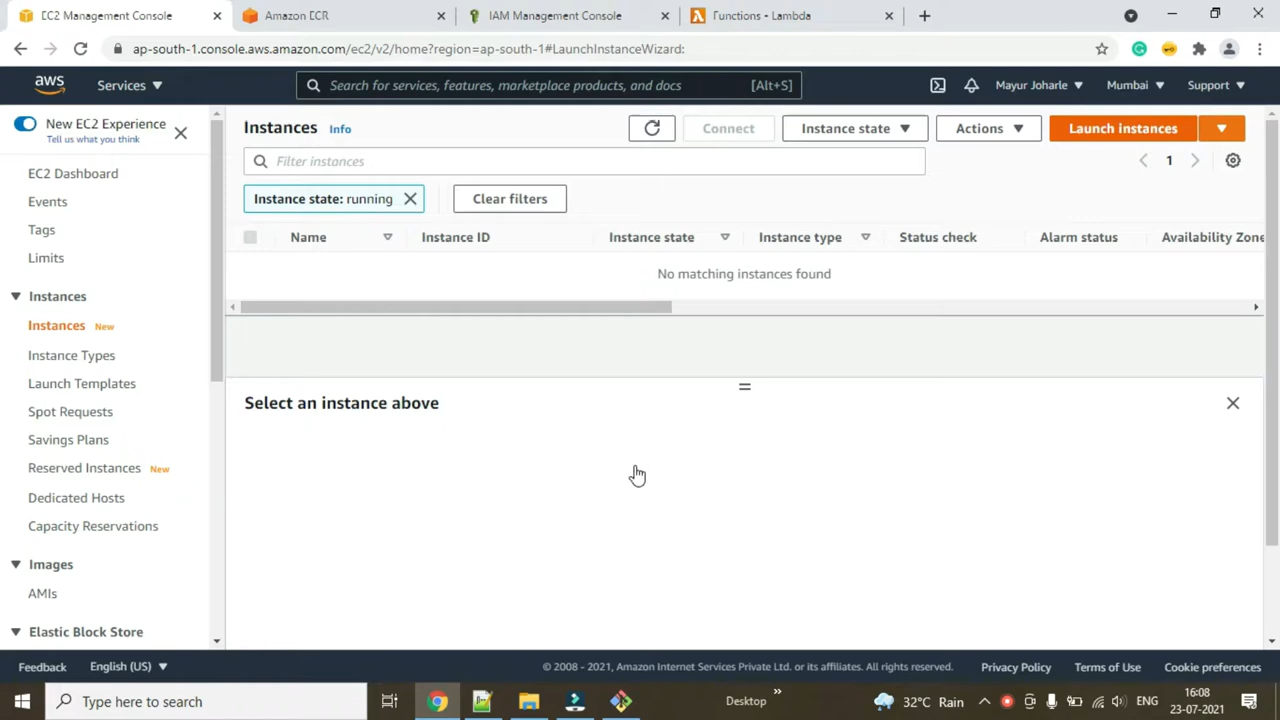 EC2 Management Console
Amazon ECR
IAM Management Console
Functions - Lambda
ap-south-1.console.aws.amazon.com/ec2/v2/home?region=ap-south-1#LaunchInstanceWizard:
aws
Services
Search for services, features, marketplace products, and docs
[Alt+S]
Mayur Joharle
Mumbai
Support
New EC2 Experience
Tell us what you think
EC2 Dashboard
Events
Tags
Limits
Instances
Instances New
Instance Types
Launch Templates
Spot Requests
Savings Plans
Reserved Instances New
Dedicated Hosts
Capacity Reservations
Images
AMIs
Elastic Block Store
Instances Info
Connect
Instance state
Actions
Launch instances
Filter instances
1
Instance state: running
Clear filters
Name
Instance ID
Instance state
Instance type
Status check
Alarm status
Availability Zone
No matching instances found
Select an instance above
Feedback
English (US)
© 2008 - 2021, Amazon Internet Services Private Ltd. or its affiliates. All rights reserved.
Privacy Policy
Terms of Use
Cookie preferences
Type here to search
Desktop
32°C Rain
ENG
16:08
23-07-2021